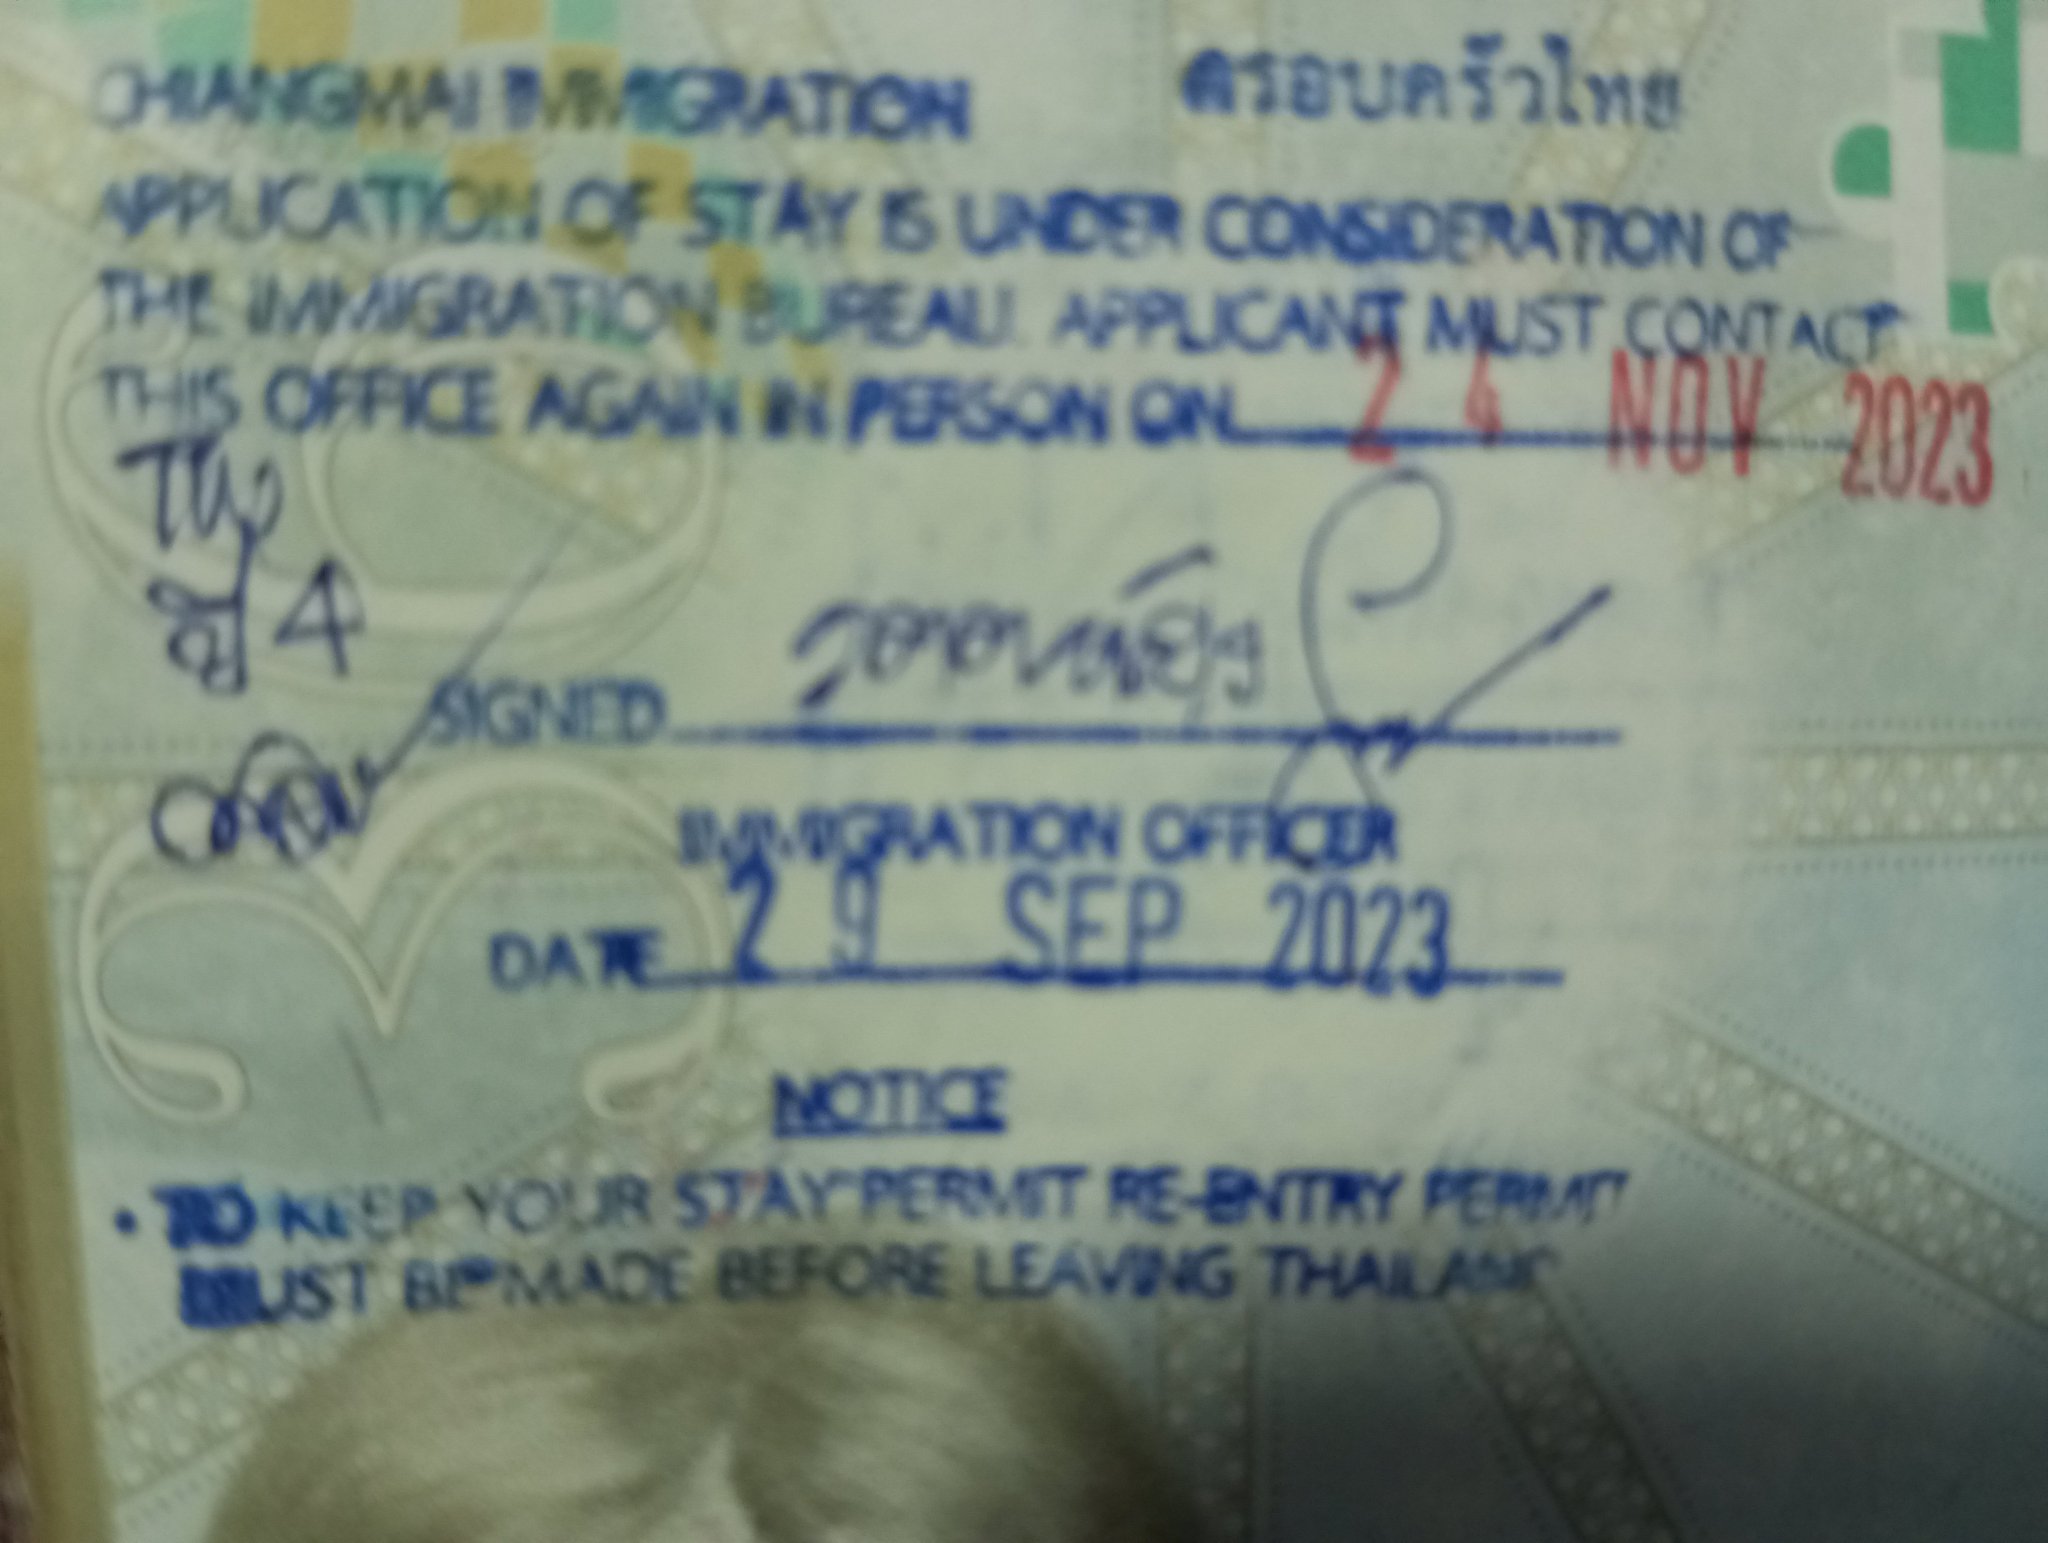 CHIANGMAI IMMIGRATION ครอบครัวไทย
APPLICATION OF STAY IS UNDER CONSIDERATION OF
THE IMMIGRATION BUREAU. APPLICANT MUST CONTACT
THIS OFFICE AGAIN IN PERSON ON 24 NOV 2023
4
SIGNED
IMMIGRATION OFFICER
DATE 29 SEP 2023
NOTICE
• TO KEEP YOUR STAY PERMIT RE-ENTRY PERMIT
MUST BE MADE BEFORE LEAVING THAILAND